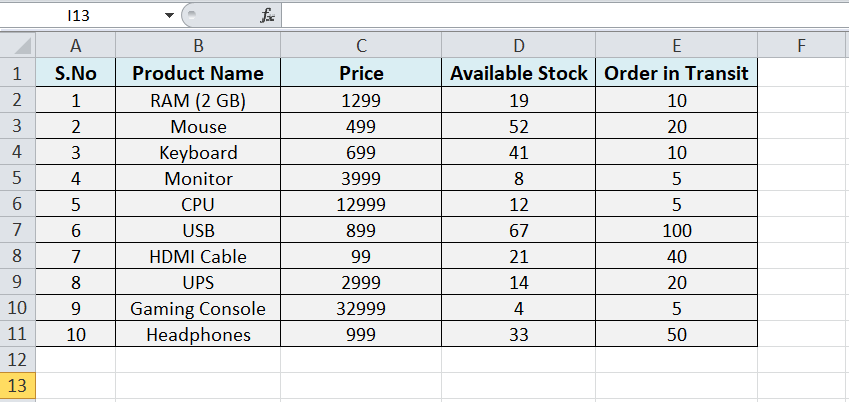 I13 fx
A B C D E F
1 S.No Product Name Price Available Stock Order in Transit
2 1 RAM (2 GB) 1299 19 10
3 2 Mouse 499 52 20
4 3 Keyboard 699 41 10
5 4 Monitor 3999 8 5
6 5 CPU 12999 12 5
7 6 USB 899 67 100
8 7 HDMI Cable 99 21 40
9 8 UPS 2999 14 20
10 9 Gaming Console 32999 4 5
11 10 Headphones 999 33 50
12
13